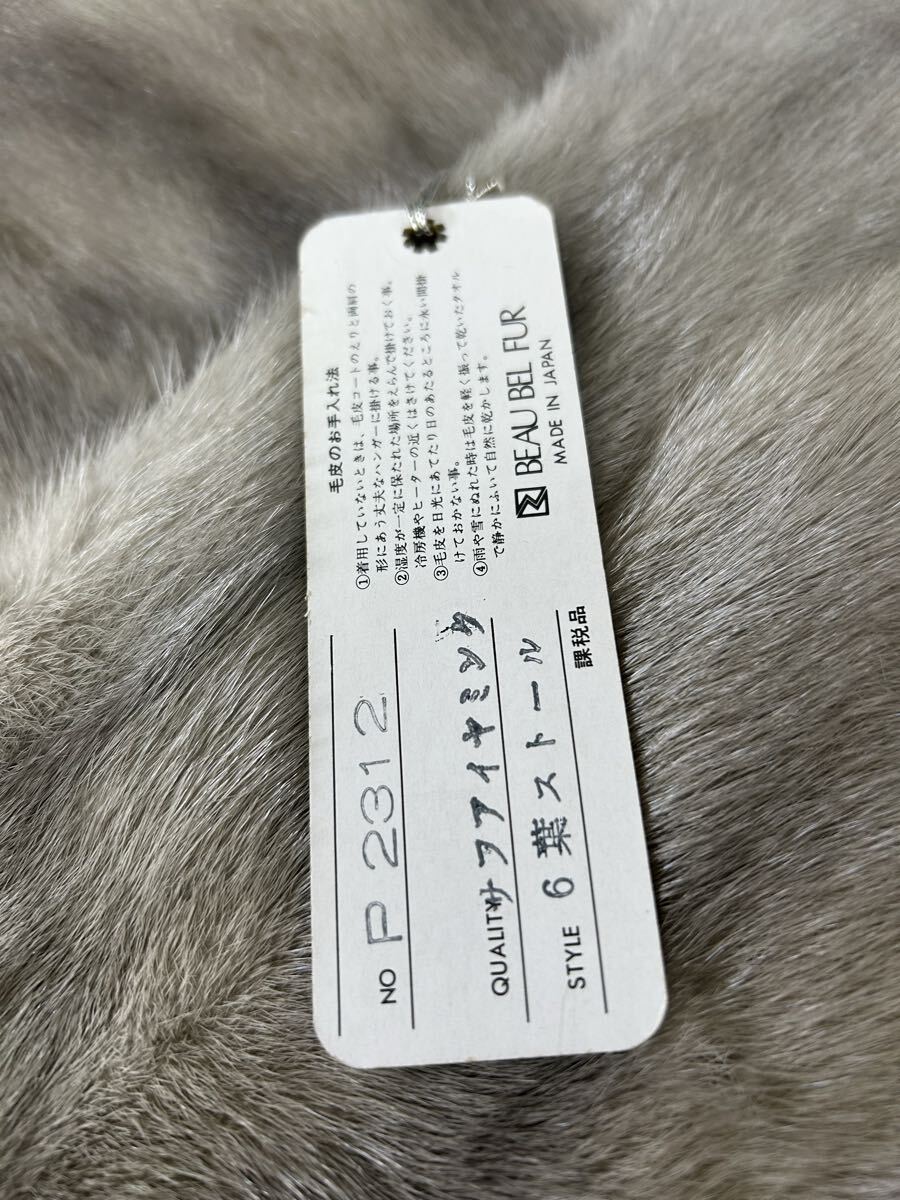 毛皮のお手入れ法
①着用していないときは、毛皮コートのえりと両肩の
形にあう丈夫なハンガーに掛ける事。
②湿度が一定に保たれた場所をえらんで掛けておく事。
冷房機やヒーターの近くはさけてください。
③毛皮を日光にあてたり日のあたるところに永い間掛
けておかない事。
④雨や雪にぬれた時は毛皮を軽く振って乾いたタオル
で静かにふいて自然に乾かします。
BEAU BEL FUR
MADE IN JAPAN
NO P 2312
QUALITY サファイヤミンク
STYLE 6葉ストール
課税品